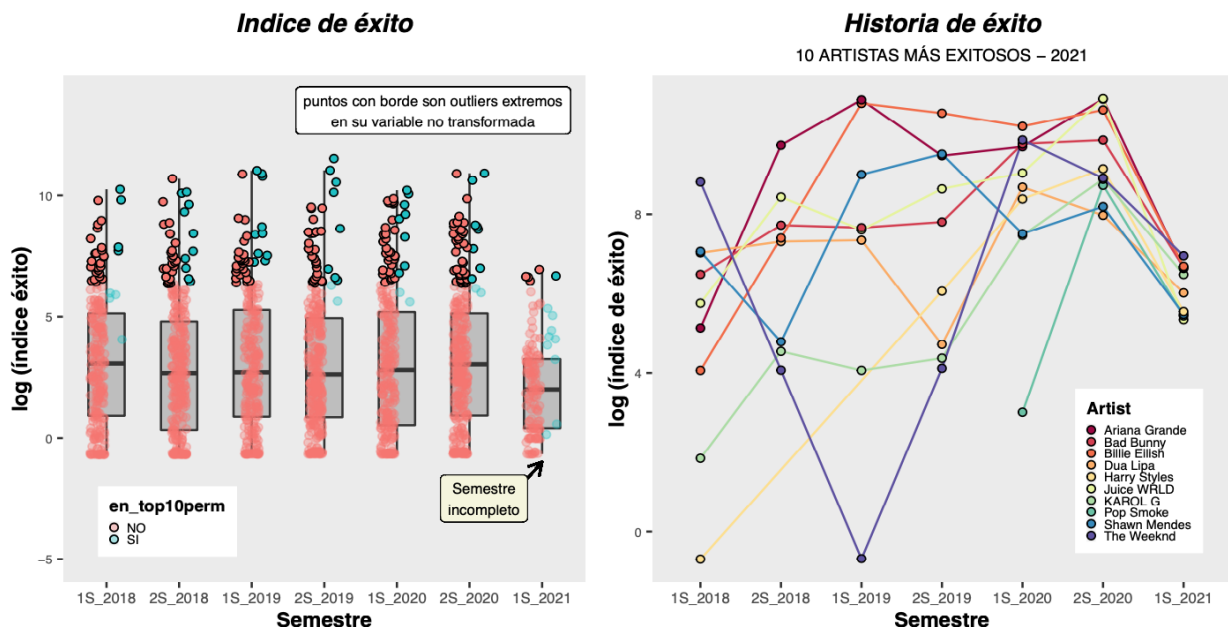 Indice de éxito
puntos con borde son outliers extremos
en su variable no transformada
log (índice éxito)
10
5
0
−5
Semestre
incompleto
en_top10perm
NO
SI
1S_2018
2S_2018
1S_2019
2S_2019
1S_2020
2S_2020
1S_2021
Semestre
Historia de éxito
10 ARTISTAS MÁS EXITOSOS − 2021
log (índice de éxito)
8
4
0
Artist
Ariana Grande
Bad Bunny
Billie Eilish
Dua Lipa
Harry Styles
Juice WRLD
KAROL G
Pop Smoke
Shawn Mendes
The Weeknd
1S_2018
2S_2018
1S_2019
2S_2019
1S_2020
2S_2020
1S_2021
Semestre